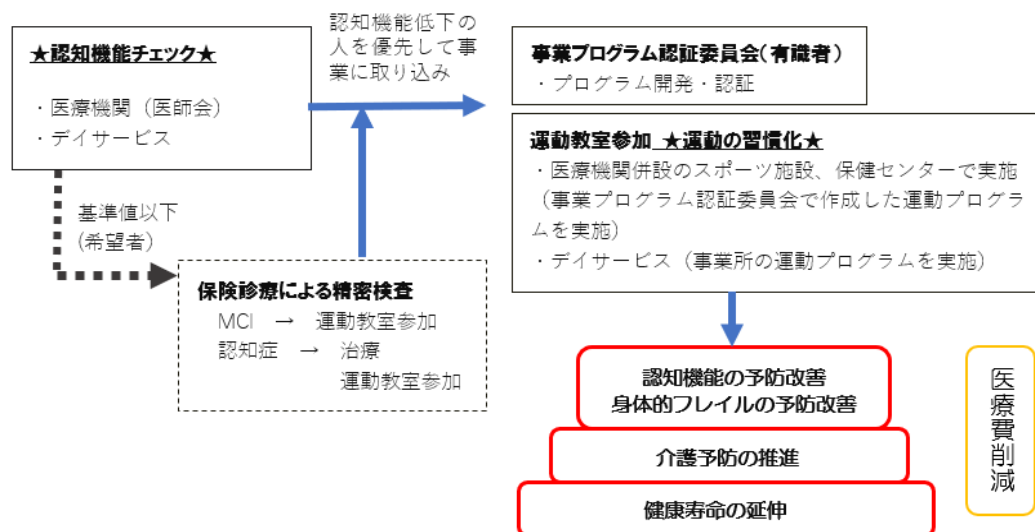 ★認知機能チェック★
・医療機関（医師会）
・デイサービス
認知機能低下の
人を優先して事
業に取り込み
事業プログラム認証委員会（有識者）
・プログラム開発・認証
運動教室参加 ★運動の習慣化★
・医療機関併設のスポーツ施設、保健センターで実施
（事業プログラム認証委員会で作成した運動プログラ
ムを実施）
・デイサービス（事業所の運動プログラムを実施）
基準値以下
(希望者)
保険診療による精密検査
MCI → 運動教室参加
認知症 → 治療
運動教室参加
認知機能の予防改善
身体的フレイルの予防改善
介護予防の推進
健康寿命の延伸
医療費削減